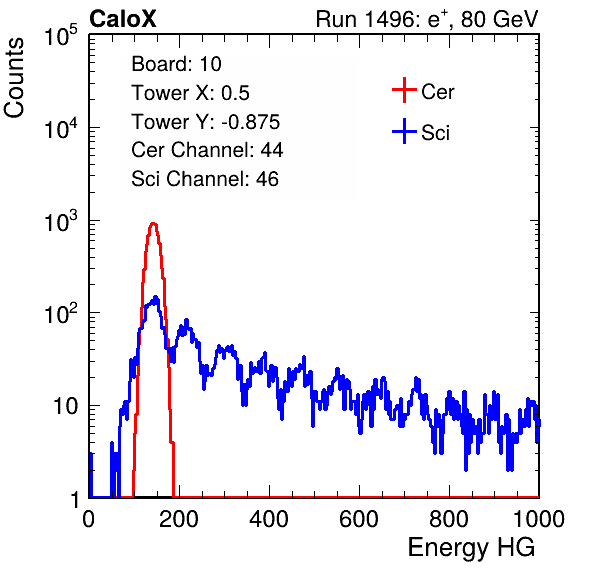 CaloX Run 1496: e⁺, 80 GeV
Counts
Board: 10
Tower X: 0.5
Tower Y: -0.875
Cer Channel: 44
Sci Channel: 46
Cer
Sci
10⁵
10⁴
10³
10²
10
1
0 200 400 600 800 1000
Energy HG